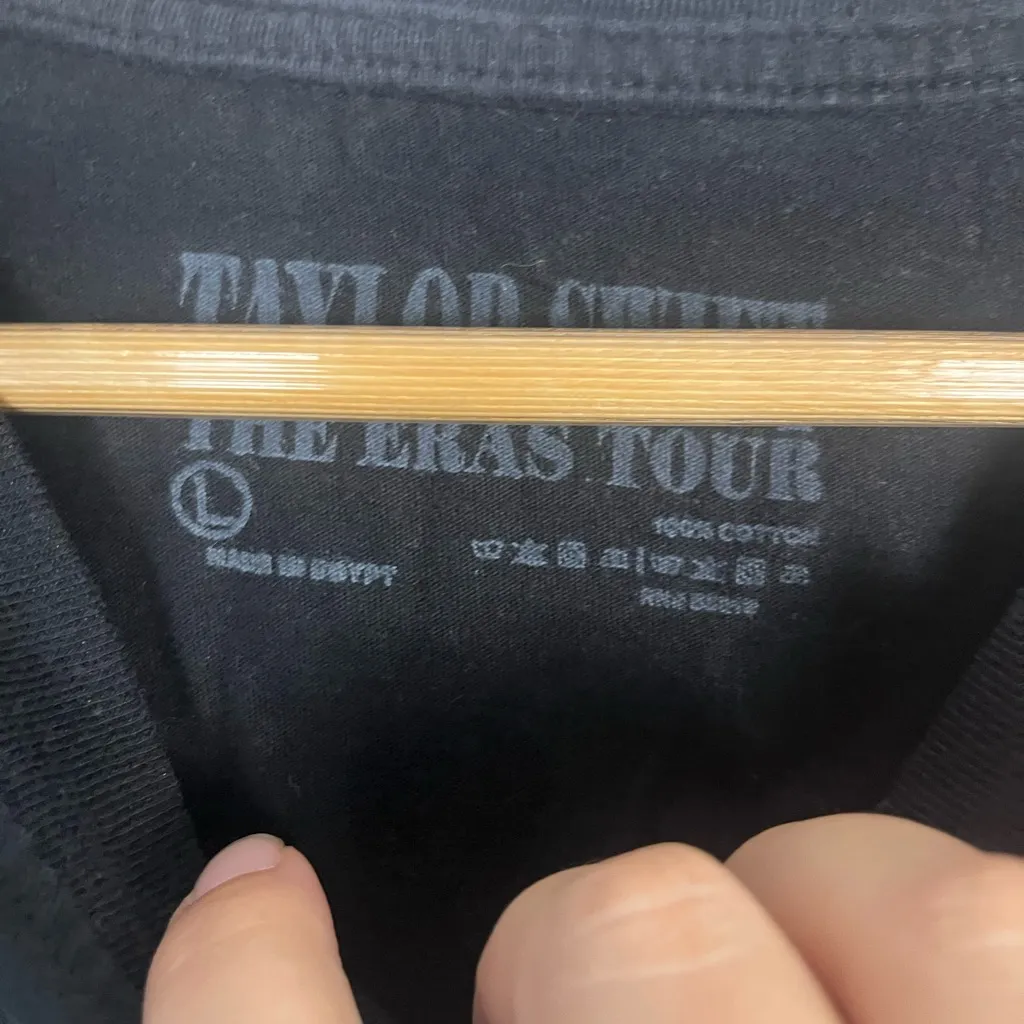 TAYLOR SWIFT
THE ERAS TOUR
L
100% COTTON
MADE IN EGYPT